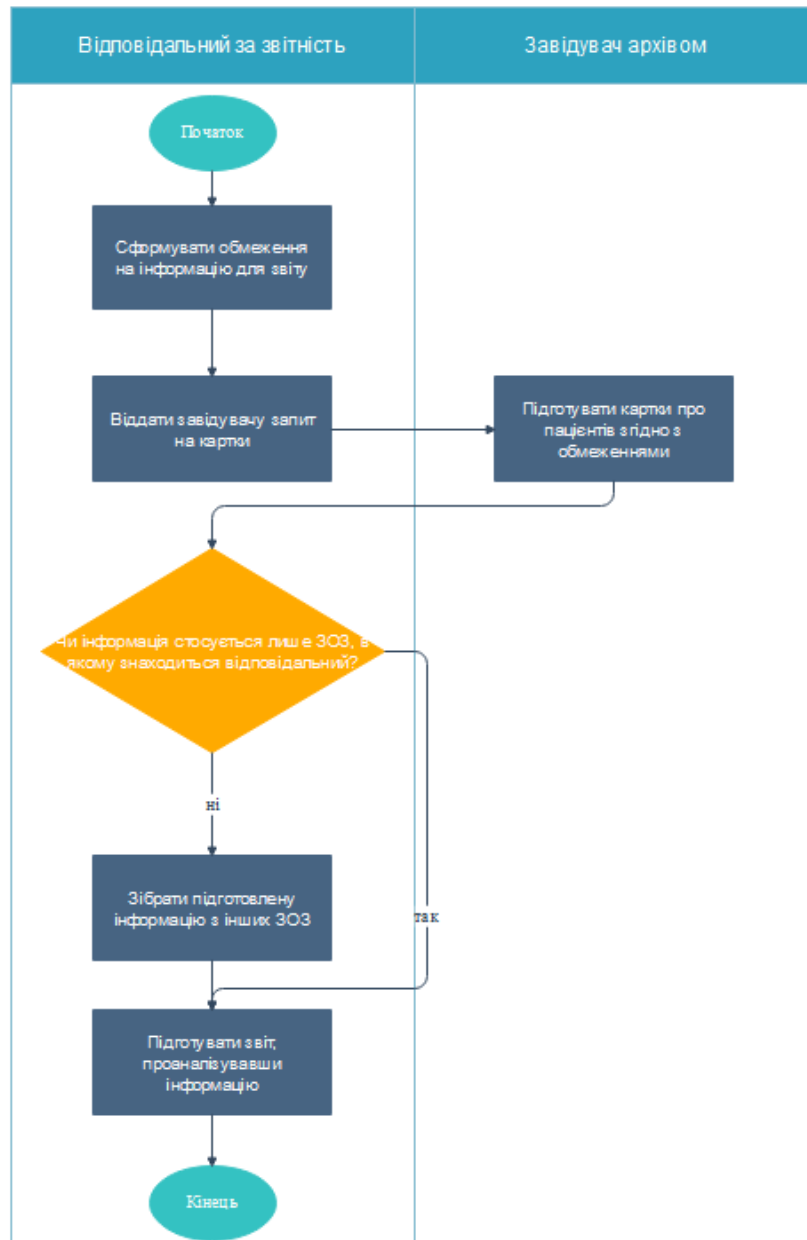 Відповідальний за звітність
Завідувач архівом
Початок
Сформувати обмеження
на інформацію для звіту
Віддати завідувачу запит
на картки
Підготувати картки про
пацієнтів згідно з
обмеженнями
Чи інформація стосується лише ЗОЗ, в
якому знаходиться відповідальний?
ні
Зібрати підготовлену
інформацію з інших ЗОЗ
так
Підготувати звіт,
проаналізувавши
інформацію
Кінець